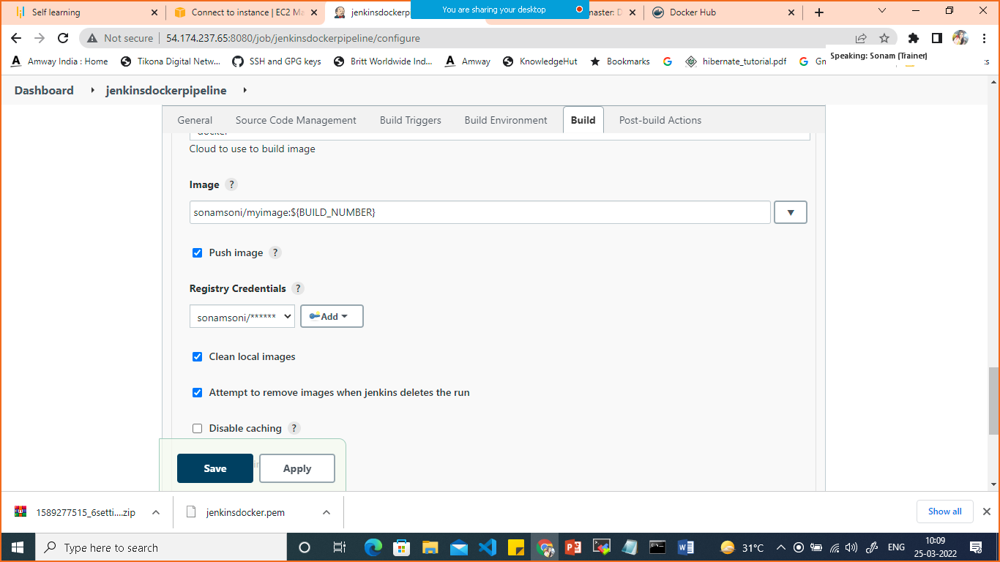 Self learning
Connect to instance | EC2 Ma
jenkinsdockerp
You are sharing your desktop
naster: D
Docker Hub
Not secure
54.174.237.65:8080/job/jenkinsdockerpipeline/configure
Amway India : Home
Tikona Digital Netw...
SSH and GPG keys
Britt Worldwide Ind...
Amway
KnowledgeHut
Bookmarks
hibernate_tutorial.pdf
Speaking: Sonam (Trainer)
Dashboard
jenkinsdockerpipeline
General
Source Code Management
Build Triggers
Build Environment
Build
Post-build Actions
docker
Cloud to use to build image
Image ?
sonamsoni/myimage:${BUILD_NUMBER}
Push image ?
Registry Credentials ?
sonamsoni/******
Add
Clean local images
Attempt to remove images when jenkins deletes the run
Disable caching ?
Save
Apply
1589277515_6setti....zip
jenkinsdocker.pem
Show all
Type here to search
31°C
ENG
10:09
25-03-2022